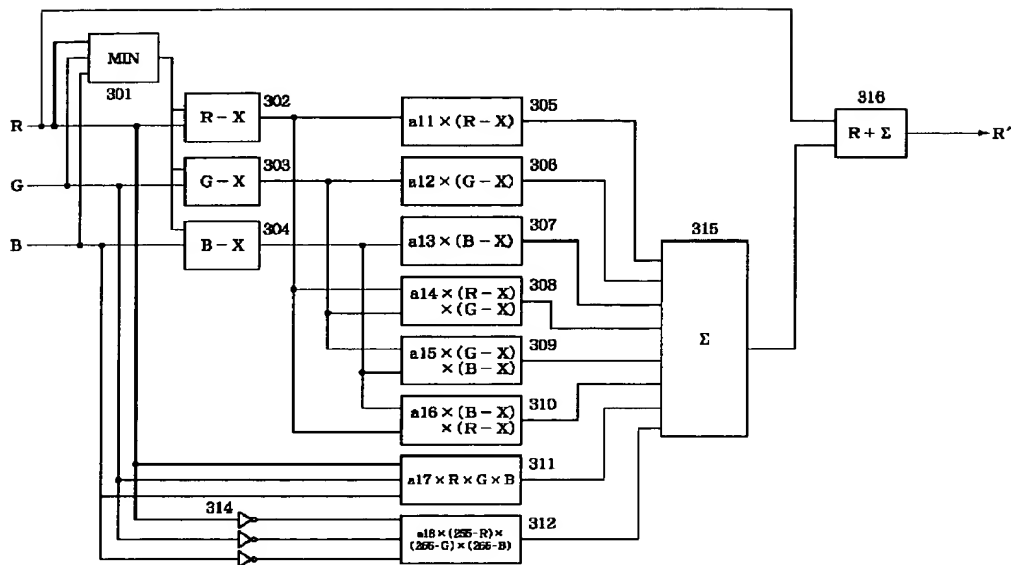 MIN
301
R
G
B
R – X
302
G – X
303
B – X
304
a11 × (R – X)
305
a12 × (G – X)
306
a13 × (B – X)
307
a14 × (R – X)
× (G – X)
308
a15 × (G – X)
× (B – X)
309
a16 × (B – X)
× (R – X)
310
a17 × R × G × B
311
314
a18 × (255-R) ×
(255-G) × (255-B)
312
315
Σ
316
R + Σ
R′